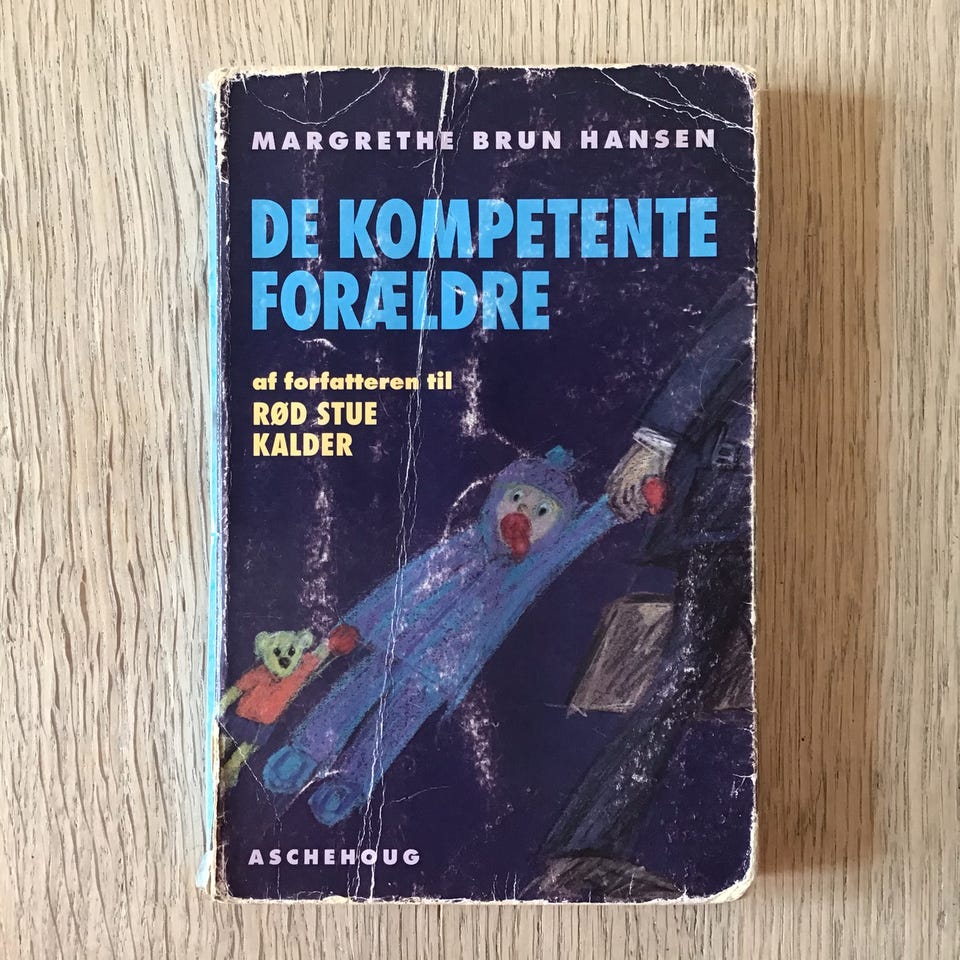 MARGRETHE BRUN HANSEN
DE KOMPETENTE
FORÆLDRE
af forfatteren til
RØD STUE
KALDER
ASCHEHOUG